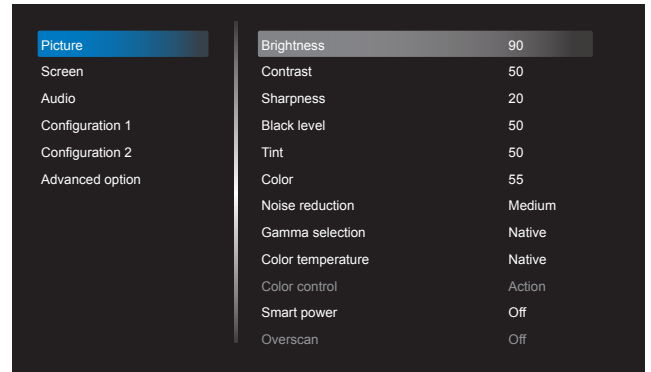 Picture
Screen
Audio
Configuration 1
Configuration 2
Advanced option
Brightness 90
Contrast 50
Sharpness 20
Black level 50
Tint 50
Color 55
Noise reduction Medium
Gamma selection Native
Color temperature Native
Color control Action
Smart power Off
Overscan Off